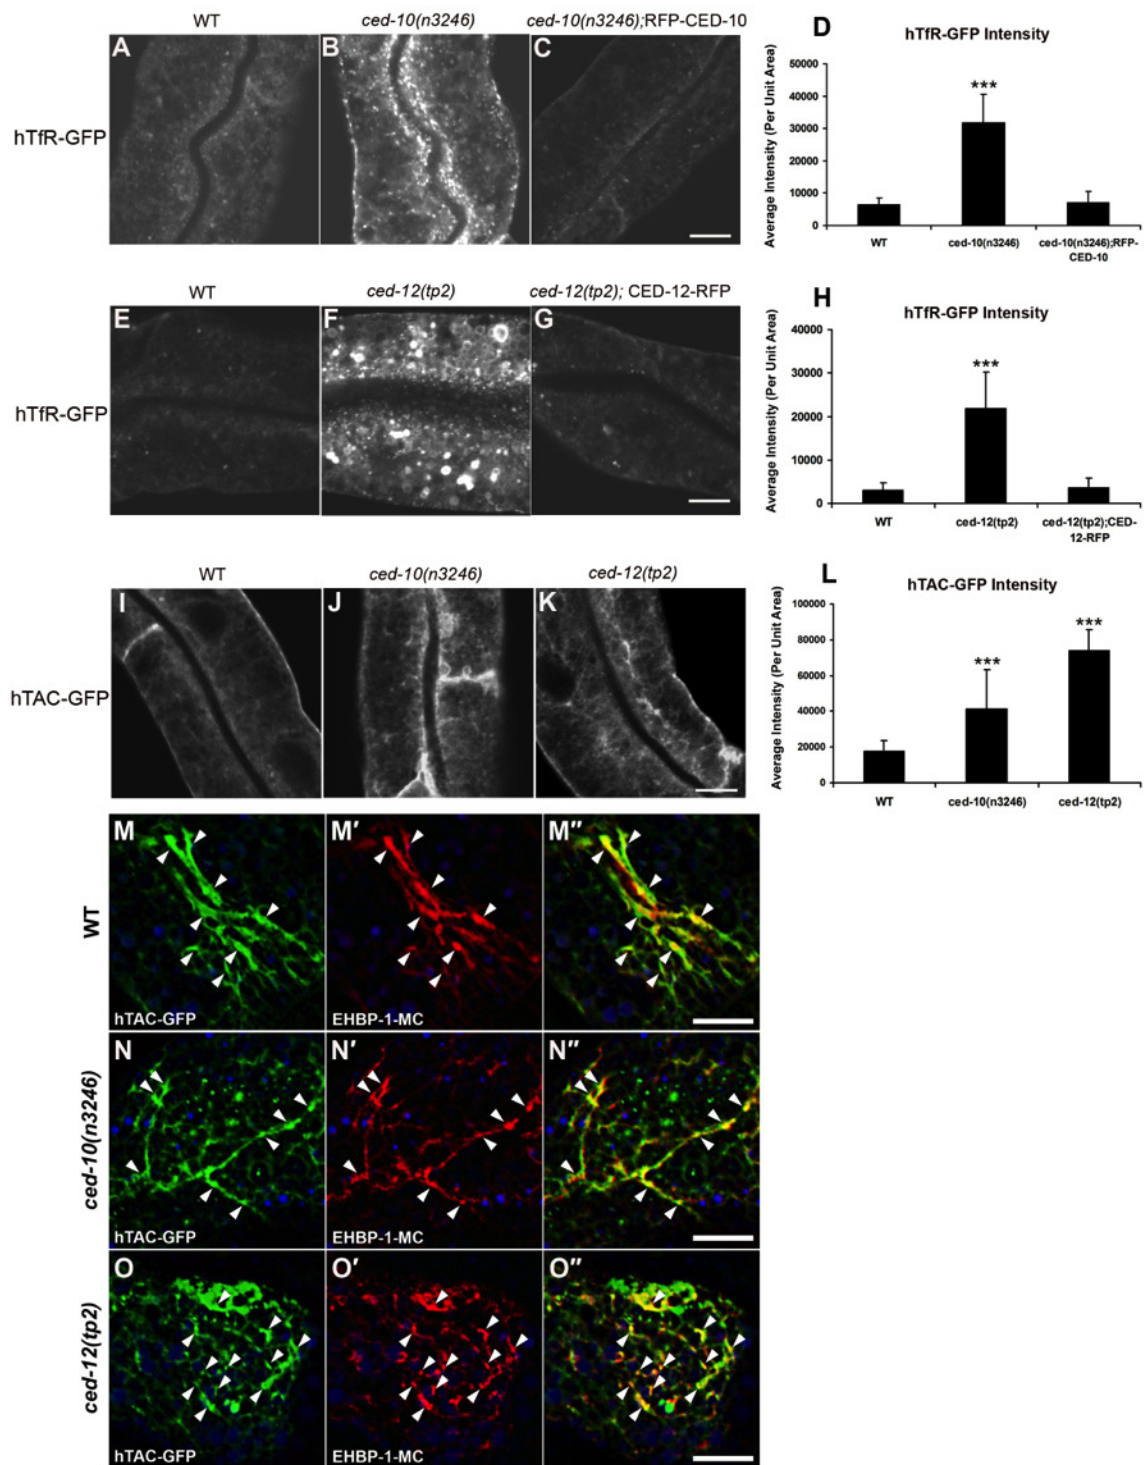 WT
ced-10(n3246)
ced-10(n3246);RFP-CED-10
hTfR-GFP
A
B
C
D
hTfR-GFP Intensity
Average Intensity (Per Unit Area)
50000
40000
30000
20000
10000
0
***
WT
ced-10(n3246)
ced-10(n3246);RFP-
CED-10
WT
ced-12(tp2)
ced-12(tp2); CED-12-RFP
hTfR-GFP
E
F
G
H
hTfR-GFP Intensity
Average Intensity (Per Unit Area)
40000
30000
20000
10000
0
***
WT
ced-12(tp2)
ced-12(tp2);CED-
12-RFP
WT
ced-10(n3246)
ced-12(tp2)
hTAC-GFP
I
J
K
L
hTAC-GFP Intensity
Average Intensity (Per Unit Area)
100000
80000
60000
40000
20000
0
***
***
WT
ced-10(n3246)
ced-12(tp2)
WT
M
M′
M″
hTAC-GFP
EHBP-1-MC
ced-10(n3246)
N
N′
N″
hTAC-GFP
EHBP-1-MC
ced-12(tp2)
O
O′
O″
hTAC-GFP
EHBP-1-MC